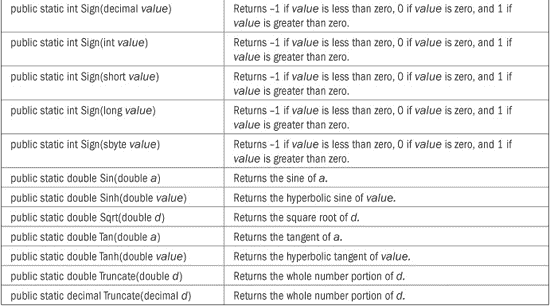 public static int Sign(decimal value)
Returns –1 if value is less than zero, 0 if value is zero, and 1 if
value is greater than zero.
public static int Sign(int value)
Returns –1 if value is less than zero, 0 if value is zero, and 1 if
value is greater than zero.
public static int Sign(short value)
Returns –1 if value is less than zero, 0 if value is zero, and 1 if
value is greater than zero.
public static int Sign(long value)
Returns –1 if value is less than zero, 0 if value is zero, and 1 if
value is greater than zero.
public static int Sign(sbyte value)
Returns –1 if value is less than zero, 0 if value is zero, and 1 if
value is greater than zero.
public static double Sin(double a)
Returns the sine of a.
public static double Sinh(double value)
Returns the hyperbolic sine of value.
public static double Sqrt(double d)
Returns the square root of d.
public static double Tan(double a)
Returns the tangent of a.
public static double Tanh(double value)
Returns the hyperbolic tangent of value.
public static double Truncate(double d)
Returns the whole number portion of d.
public static decimal Truncate(decimal d)
Returns the whole number portion of d.